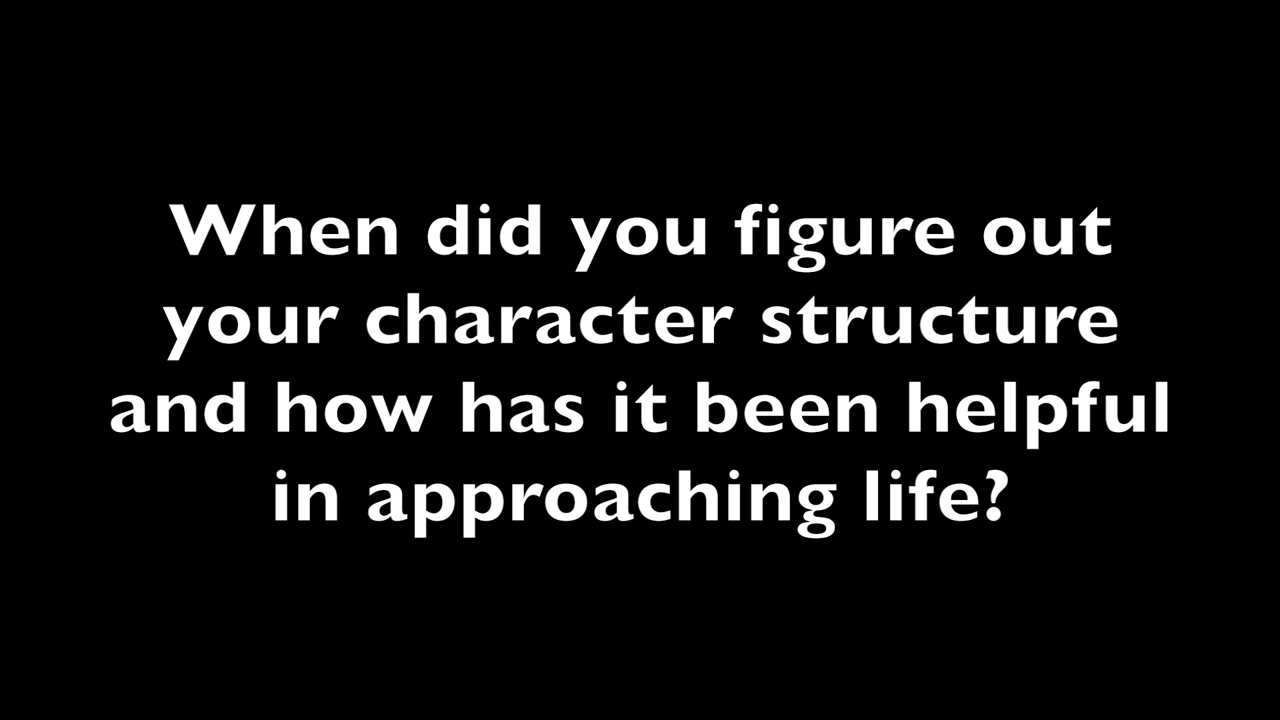 When did you figure out
your character structure
and how has it been helpful
in approaching life?